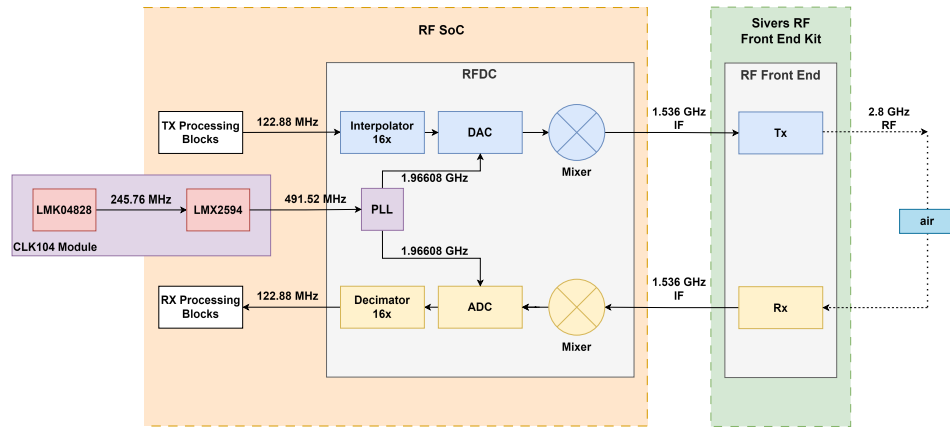 RF SoC
Sivers RF
Front End Kit
RFDC
RF Front End
TX Processing
Blocks
122.88 MHz
Interpolator
16x
DAC
Mixer
1.536 GHz
IF
Tx
2.8 GHz
RF
1.96608 GHz
LMK04828
245.76 MHz
LMX2594
491.52 MHz
PLL
CLK104 Module
air
1.96608 GHz
RX Processing
Blocks
122.88 MHz
Decimator
16x
ADC
Mixer
1.536 GHz
IF
Rx